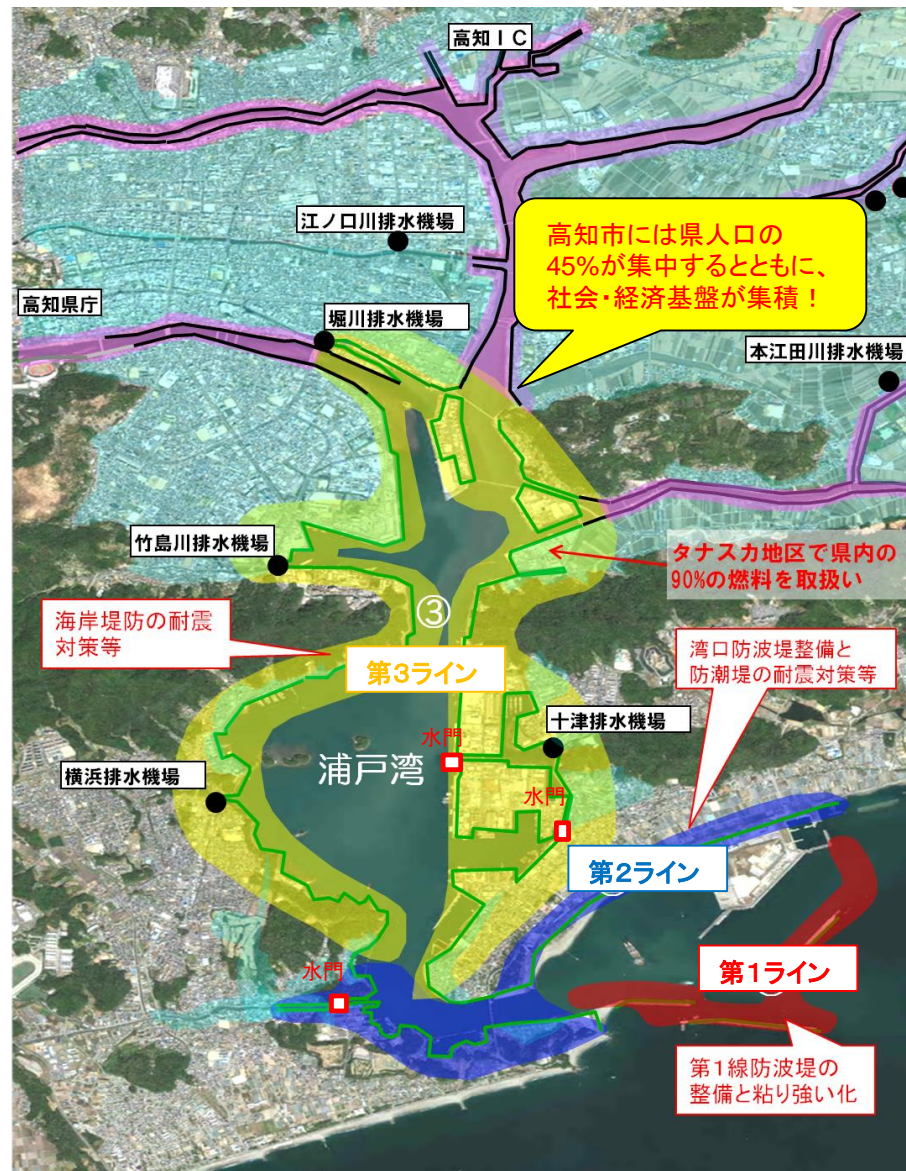 高知ＩＣ
江ノ口川排水機場
高知市には県人口の
45%が集中するとともに、
社会・経済基盤が集積！
高知県庁
堀川排水機場
本江田川排水機場
竹島川排水機場
タナスカ地区で県内の
90%の燃料を取扱い
③
海岸堤防の耐震
対策等
湾口防波堤整備と
防潮堤の耐震対策等
第３ライン
十津排水機場
水門
浦戸湾
横浜排水機場
水門
第２ライン
水門
第１ライン
第１線防波堤の
整備と粘り強い化